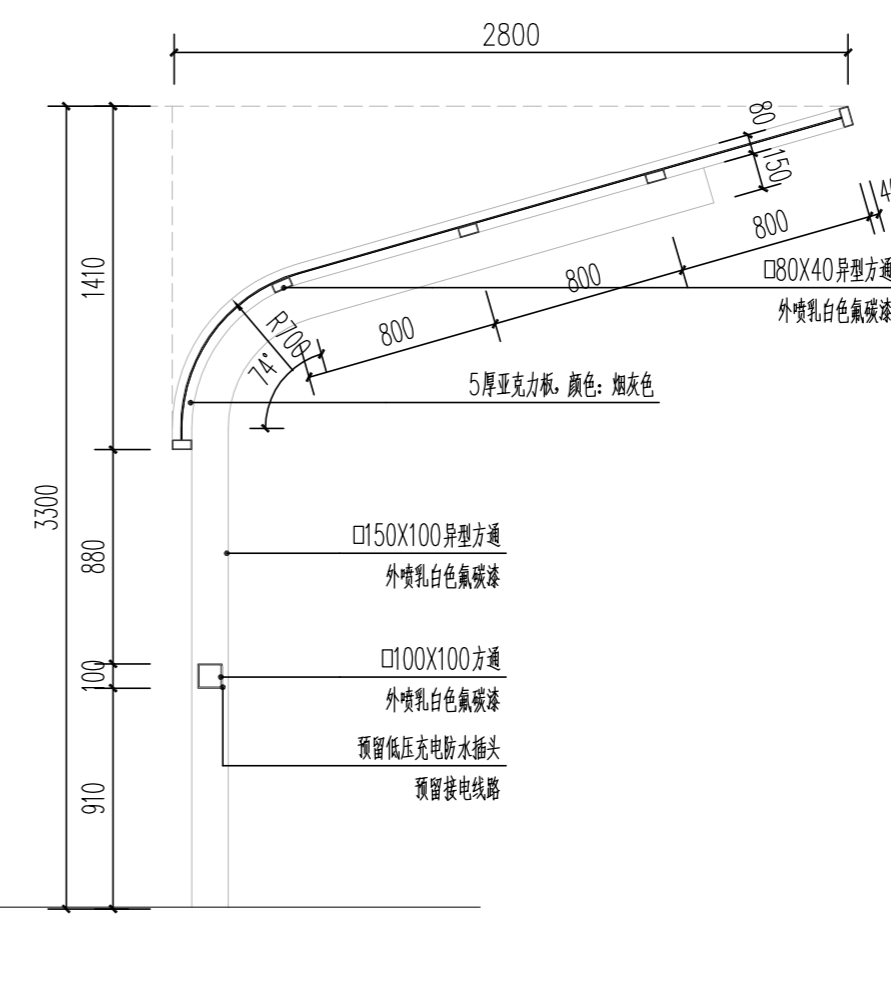 2800
80
150
1410
800
□80X40异型方通
外喷乳白色氟碳漆
800
R700
800
74°
5厚亚克力板，颜色：烟灰色
3300
□150X100异型方通
880
外喷乳白色氟碳漆
□100X100方通
100
外喷乳白色氟碳漆
预留低压充电防水插头
预留接电线路
910